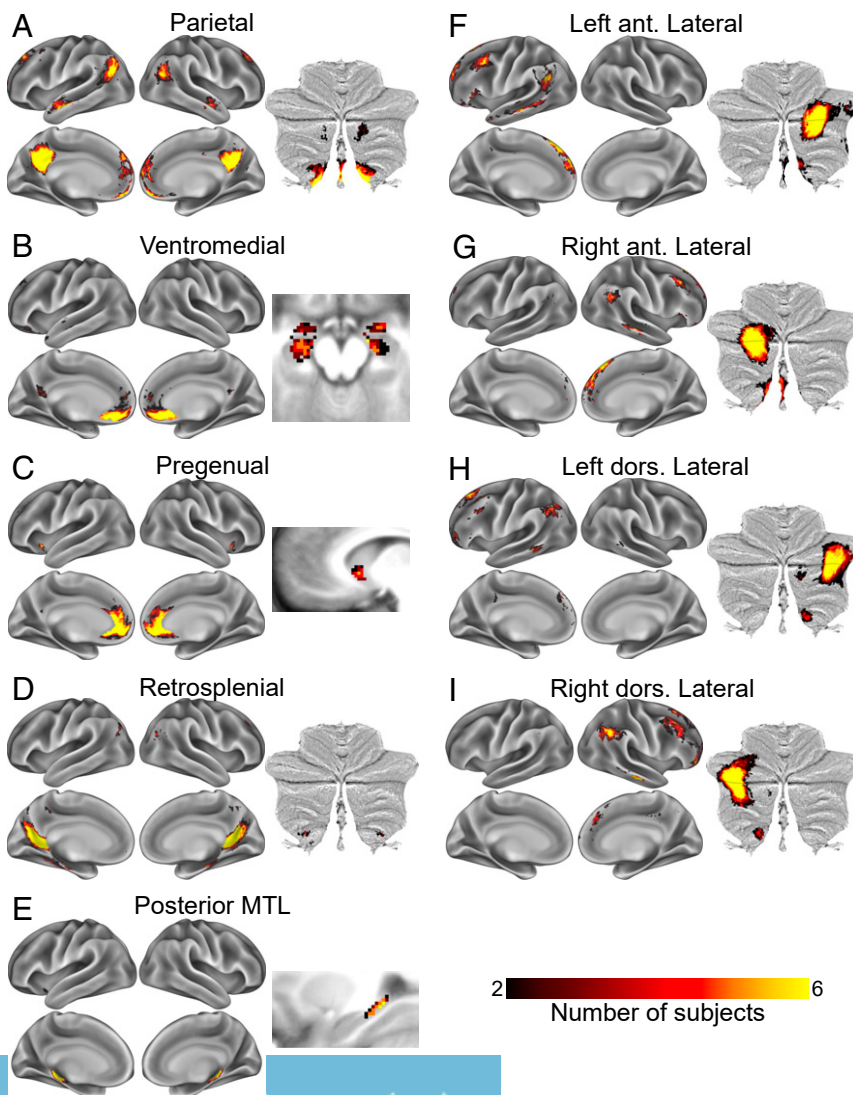 A Parietal
B Ventromedial
C Pregenual
D Retrosplenial
E Posterior MTL
F Left ant. Lateral
G Right ant. Lateral
H Left dors. Lateral
I Right dors. Lateral
2 6
Number of subjects